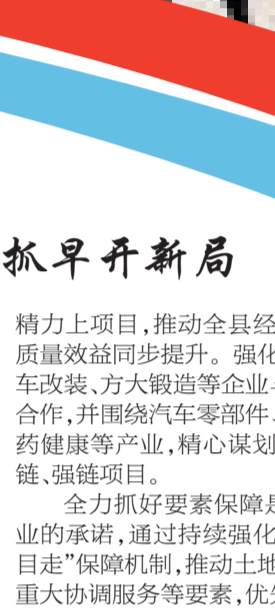 抓早开新局
精力上项目,推动全县经
质量效益同步提升。强化
车改装、方大锻造等企业
合作,并围绕汽车零部件、
药健康等产业,精心谋划
链、强链项目。
全力抓好要素保障是
业的承诺,通过持续强化
目走”保障机制,推动土地
重大协调服务等要素,优